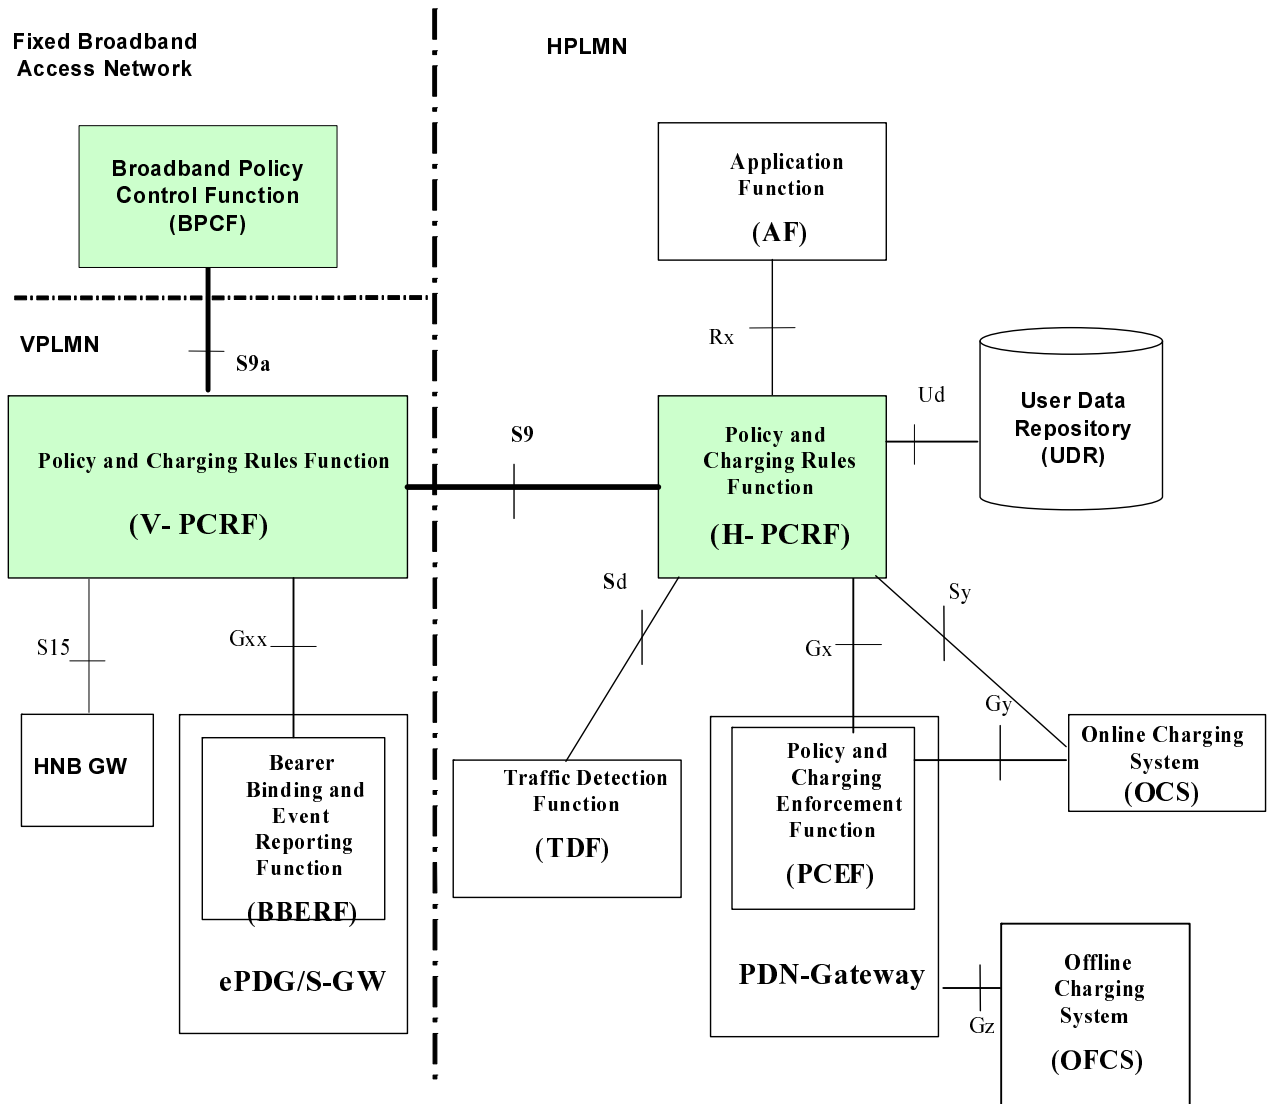 Fixed Broadband
Access Network
HPLMN
Broadband Policy
Control Function
(BPCF)
Application
Function
(AF)
VPLMN
S9a
Rx
Policy and Charging Rules Function
(V- PCRF)
S9
Policy and
Charging Rules
Function
(H- PCRF)
Ud
User Data
Repository
(UDR)
S15
Gxx
Sd
Gx
Sy
Gy
HNB GW
Bearer
Binding and
Event
Reporting
Function
(BBERF)
ePDG/S-GW
Traffic Detection
Function
(TDF)
Policy and
Charging
Enforcement
Function
(PCEF)
PDN-Gateway
Online Charging
System
(OCS)
Gz
Offline
Charging
System
(OFCS)